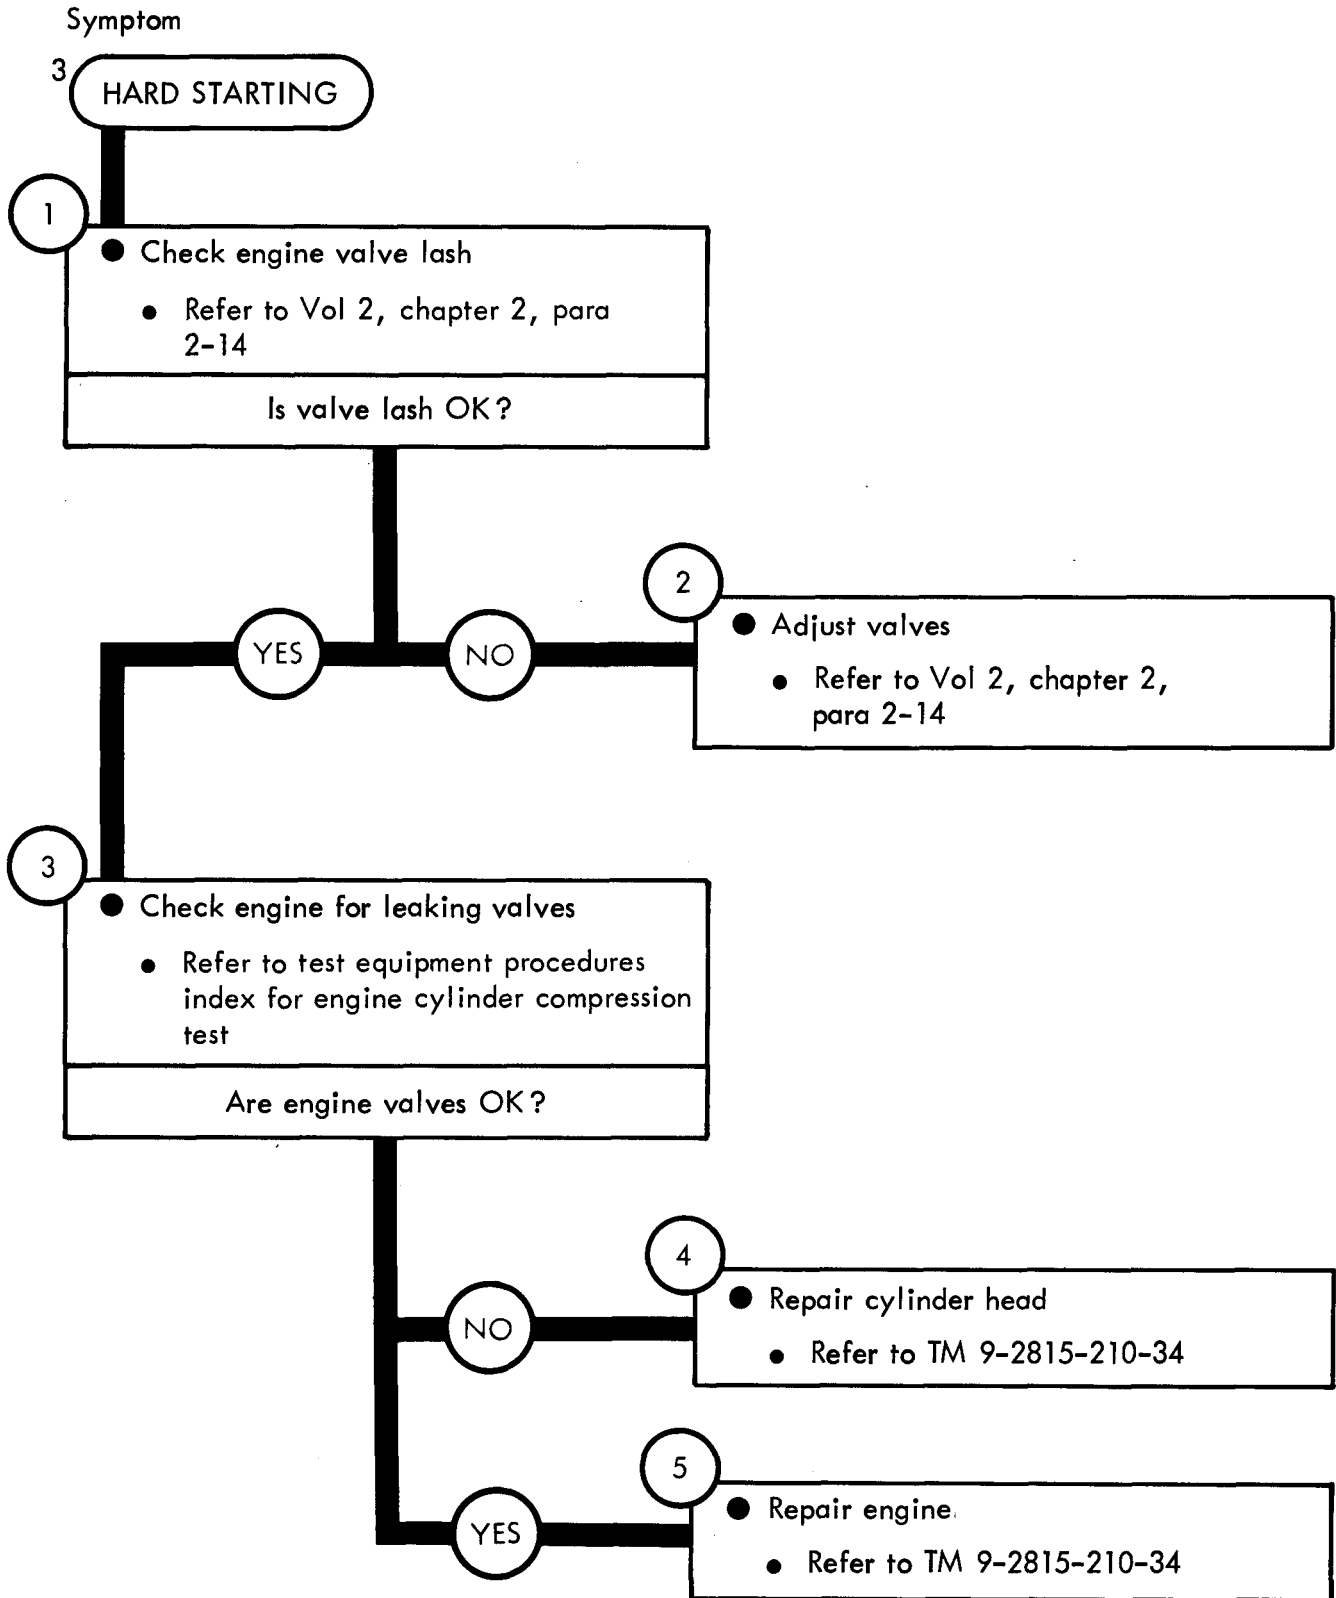 Symptom
3
HARD STARTING
1
● Check engine valve lash
● Refer to Vol 2, chapter 2, para
2-14
Is valve lash OK?
YES
NO
2
● Adjust valves
● Refer to Vol 2, chapter 2,
para 2-14
3
● Check engine for leaking valves
● Refer to test equipment procedures
index for engine cylinder compression
test
Are engine valves OK?
NO
4
● Repair cylinder head
● Refer to TM 9-2815-210-34
YES
5
● Repair engine
● Refer to TM 9-2815-210-34